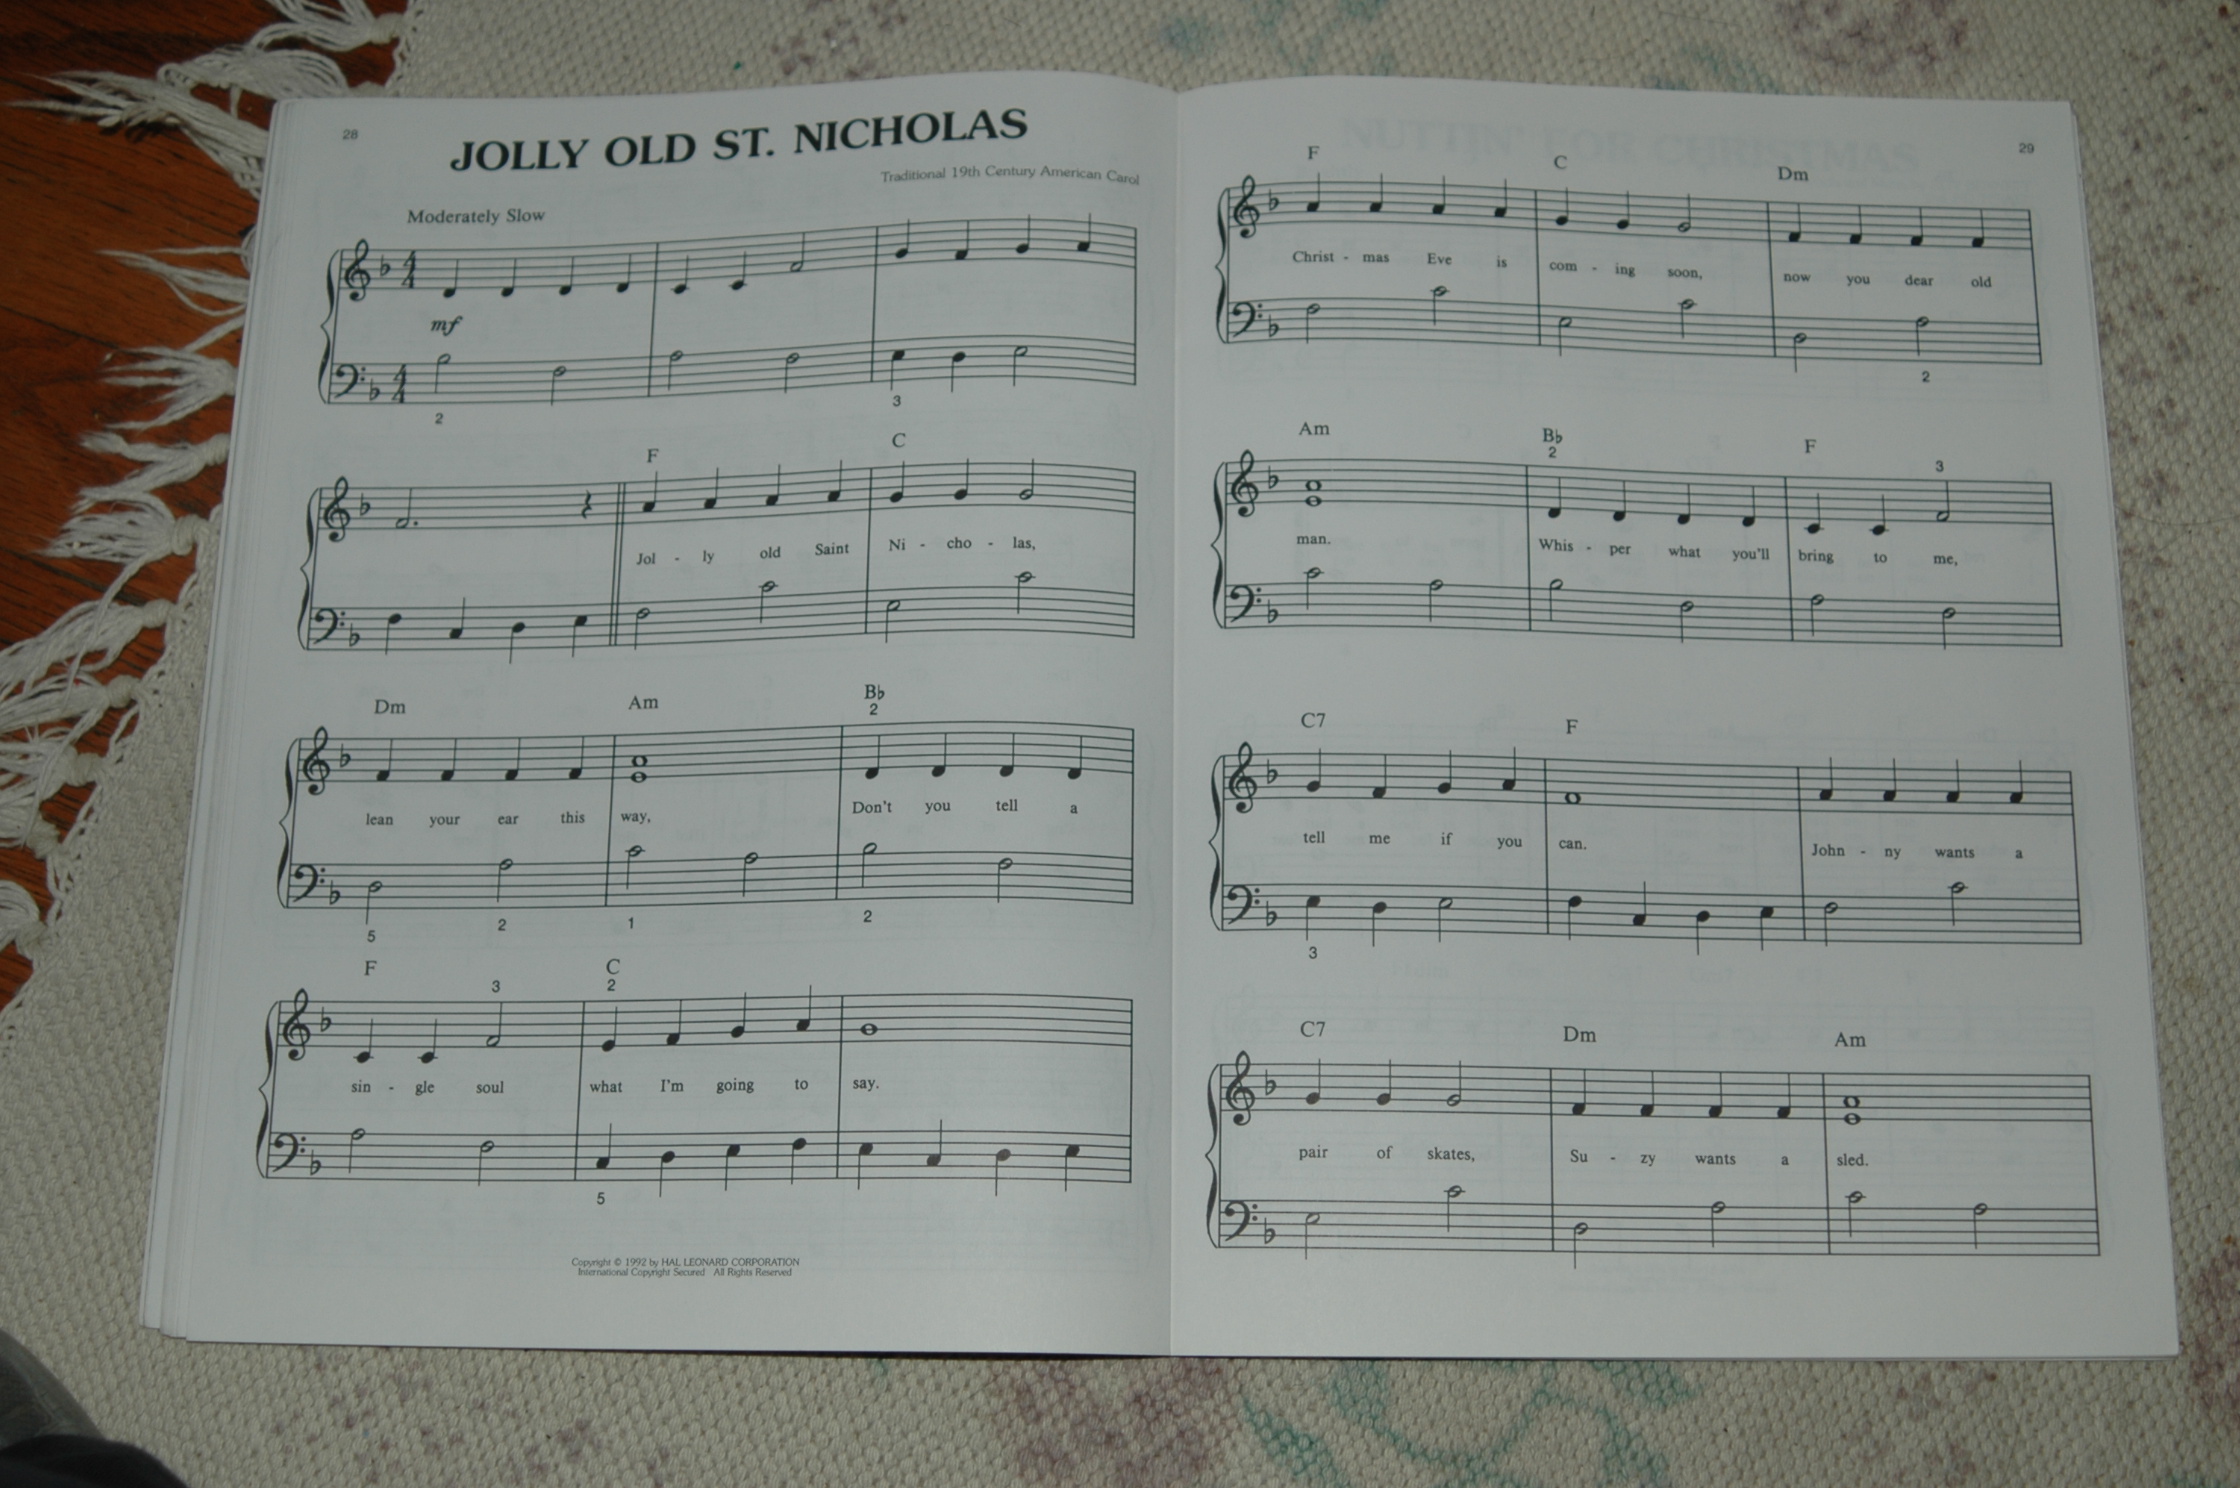 28
JOLLY OLD ST. NICHOLAS
Traditional 19th Century American Carol
Moderately Slow
4 4
mf
4 4
2 3
F C
Jol - ly old Saint Ni - cho - las,
Dm Am B♭
2
lean your ear this way, Don't you tell a
5 2 1 2
F C
3 2
sin - gle soul what I'm going to say.
5
Copyright © 1992 by HAL LEONARD CORPORATION
International Copyright Secured All Rights Reserved
29
NUTTIN' FOR CHRISTMAS
F C Dm
Christ - mas Eve is com - ing soon, now you dear old
2
Am B♭ F
2 3
man. Whis - per what you'll bring to me,
C7 F
tell me if you can. John - ny wants a
3
C7 Dm Am
pair of skates, Su - zy wants a sled.